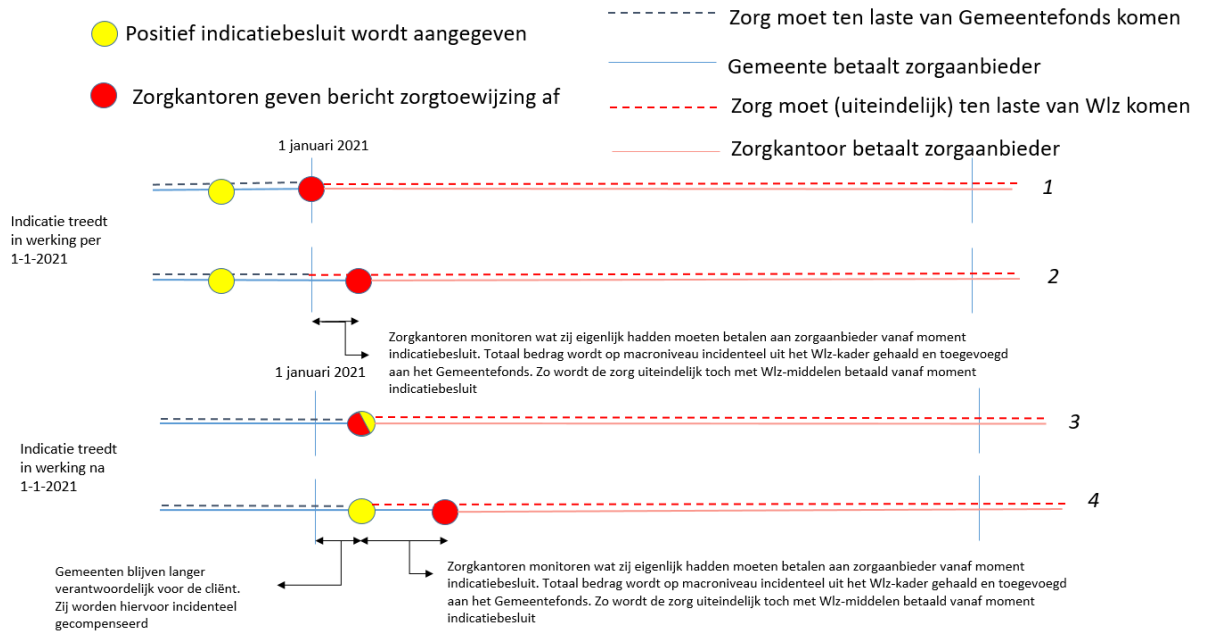 Positief indicatiebesluit wordt aangegeven
Zorgkantoren geven bericht zorgtoewijzing af
Zorg moet ten laste van Gemeentefonds komen
Gemeente betaalt zorgaanbieder
Zorg moet (uiteindelijk) ten laste van Wlz komen
Zorgkantoor betaalt zorgaanbieder
1 januari 2021
1
Indicatie treedt
in werking per
1-1-2021
2
Zorgkantoren monitoren wat zij eigenlijk hadden moeten betalen aan zorgaanbieder vanaf moment
indicatiebesluit. Totaal bedrag wordt op macroniveau incidenteel uit het Wlz-kader gehaald en toegevoegd
aan het Gemeentefonds. Zo wordt de zorg uiteindelijk toch met Wlz-middelen betaald vanaf moment
indicatiebesluit
1 januari 2021
3
Indicatie treedt
in werking na
1-1-2021
4
Gemeenten blijven langer
verantwoordelijk voor de cliënt.
Zij worden hiervoor incidenteel
gecompenseerd
Zorgkantoren monitoren wat zij eigenlijk hadden moeten betalen aan zorgaanbieder vanaf moment
indicatiebesluit. Totaal bedrag wordt op macroniveau incidenteel uit het Wlz-kader gehaald en toegevoegd
aan het Gemeentefonds. Zo wordt de zorg uiteindelijk toch met Wlz-middelen betaald vanaf moment
indicatiebesluit